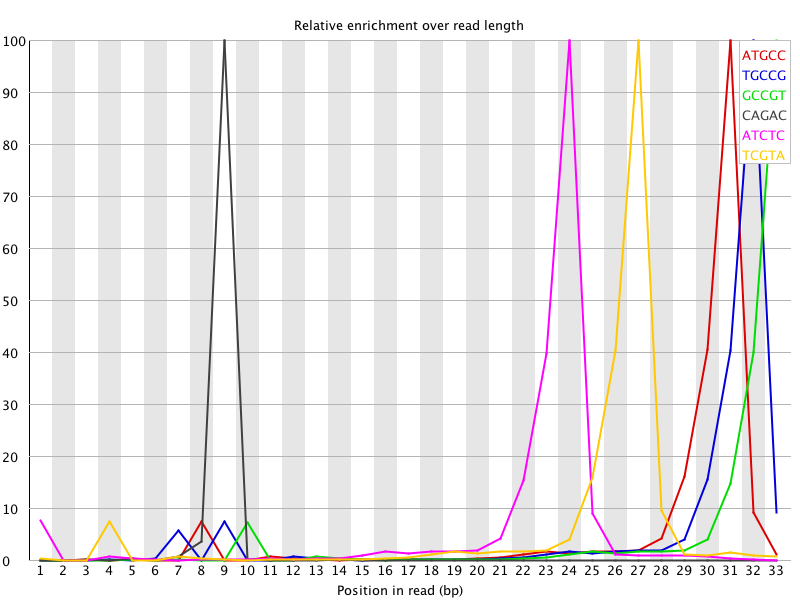 Relative enrichment over read length
100
90
80
70
60
50
40
30
20
10
0
ATGCC
TGCCG
GCCGT
CAGAC
ATCTC
TCGTA
1 2 3 4 5 6 7 8 9 10 11 12 13 14 15 16 17 18 19 20 21 22 23 24 25 26 27 28 29 30 31 32 33
Position in read (bp)